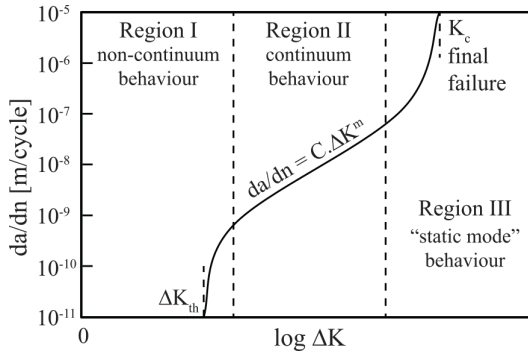 da/dn [m/cycle]
10⁻⁵
10⁻⁶
10⁻⁷
10⁻⁸
10⁻⁹
10⁻¹⁰
10⁻¹¹
Region I
non-continuum
behaviour
Region II
continuum
behaviour
K_c
final
failure
da/dn = C.ΔK^m
Region III
“static mode”
behaviour
ΔK_th
0
log ΔK